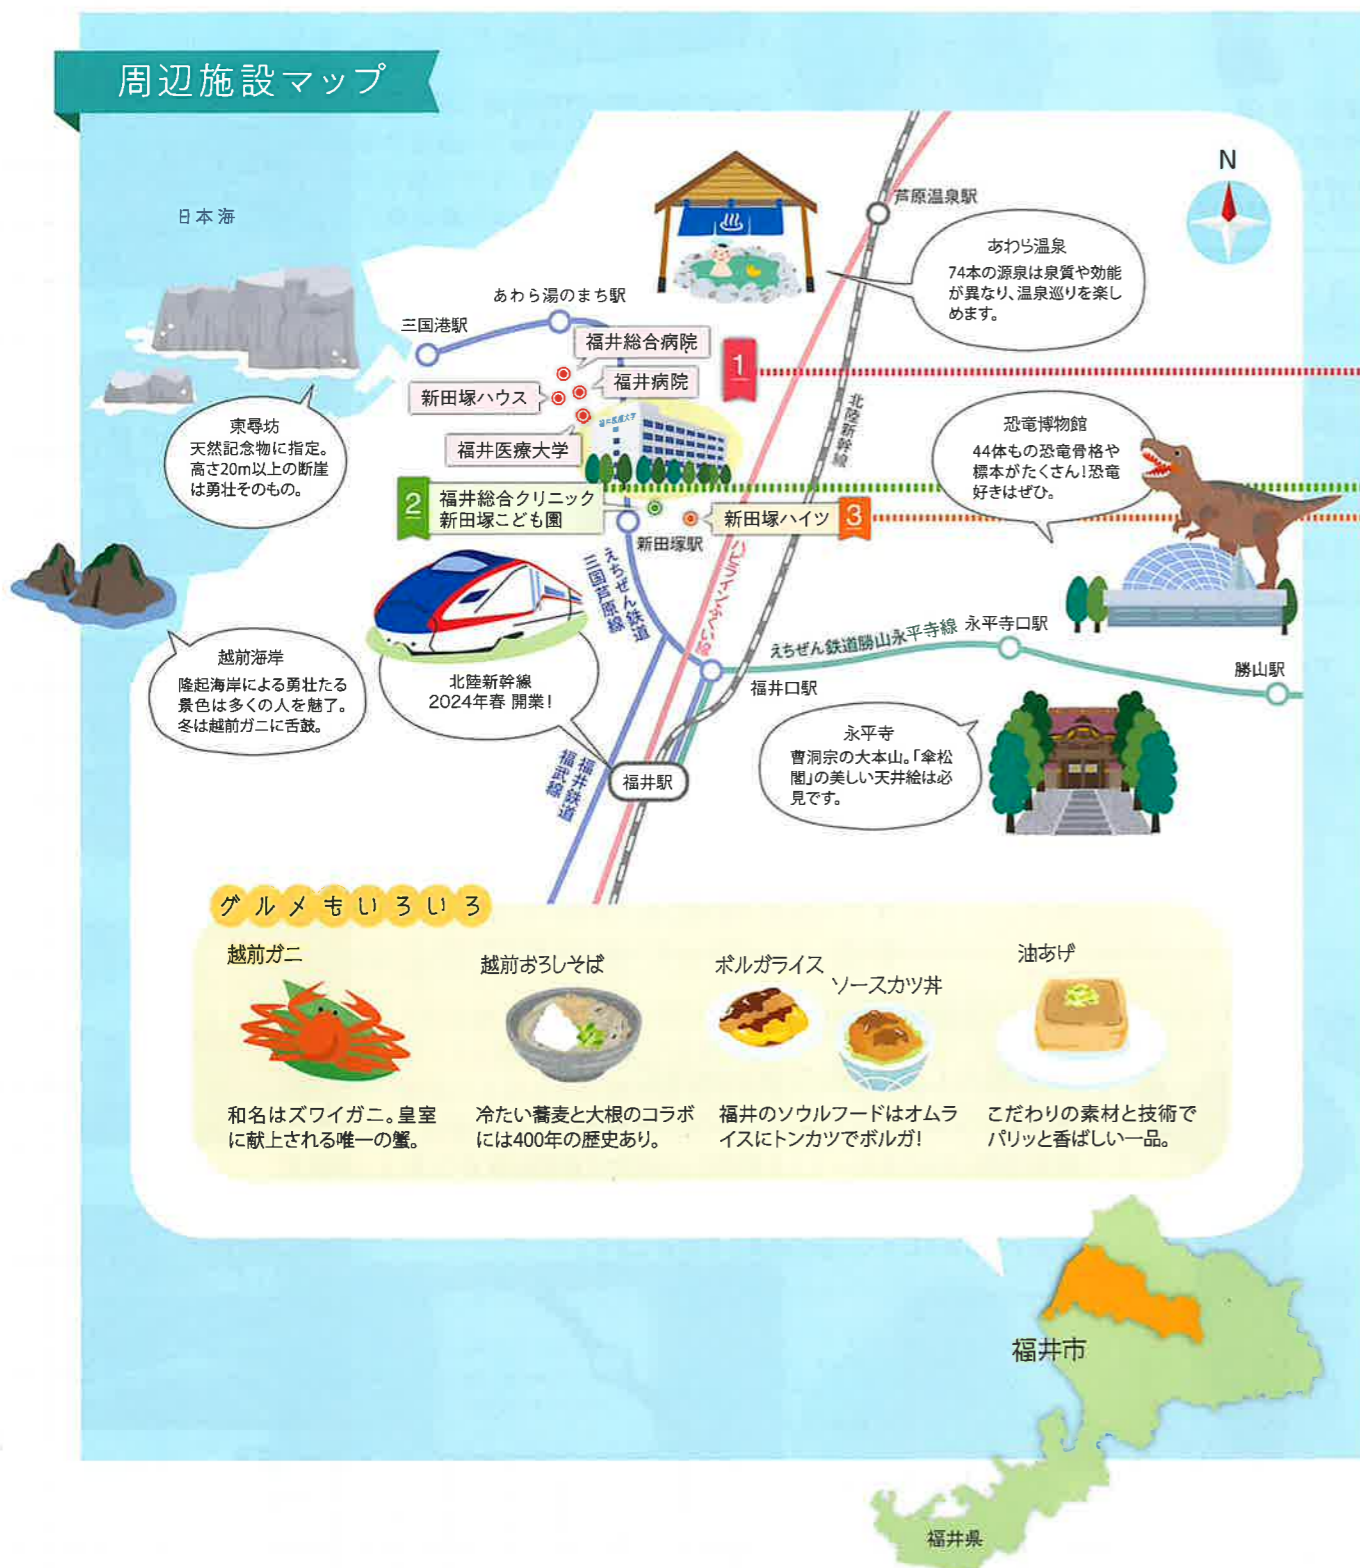 周辺施設マップ
N
日本海
芦原温泉駅
あわら温泉
74本の源泉は泉質や効能
が異なり、温泉巡りを楽し
めます。
あわら湯のまち駅
三国港駅
福井総合病院
1
福井病院
新田塚ハウス
福井医療大学
福井医療大学
北陸新幹線
東尋坊
天然記念物に指定。
高さ20m以上の断崖
は勇壮そのもの。
恐竜博物館
44体もの恐竜骨格や
標本がたくさん!恐竜
好きはぜひ。
2
福井総合クリニック
新田塚こども園
新田塚ハイツ
3
新田塚駅
えちぜん鉄道
三国芦原線
ハピラインふくい線
越前海岸
隆起海岸による勇壮たる
景色は多くの人を魅了。
冬は越前ガニに舌鼓。
北陸新幹線
2024年春 開業!
えちぜん鉄道勝山永平寺線
永平寺口駅
勝山駅
福井口駅
永平寺
曹洞宗の大本山。「傘松
閣」の美しい天井絵は必
見です。
福井鉄道
福武線
福井駅
グルメもいろいろ
越前ガニ
和名はズワイガニ。皇室
に献上される唯一の蟹。
越前おろしそば
冷たい蕎麦と大根のコラボ
には400年の歴史あり。
ボルガライス
ソースカツ丼
福井のソウルフードはオムラ
イスにトンカツでボルガ!
油あげ
こだわりの素材と技術で
パリッと香ばしい一品。
福井市
福井県